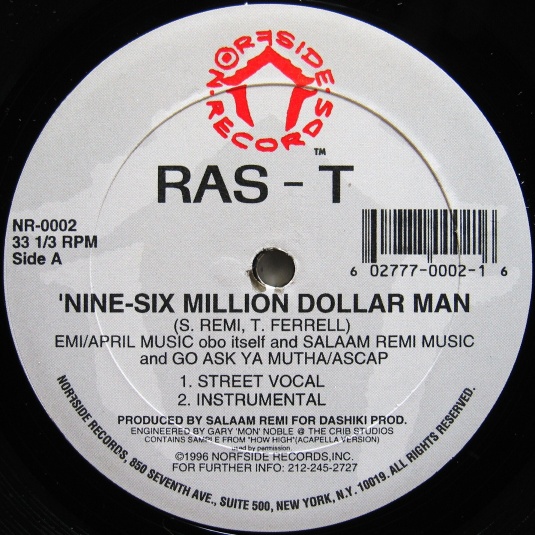 NORFSIDE RECORDS
TM
RAS - T
NR-0002
33 1/3 RPM
Side A
6 02777-0002-1 6
'NINE-SIX MILLION DOLLAR MAN
(S. REMI, T. FERRELL)
EMI/APRIL MUSIC obo itself and SALAAM REMI MUSIC
and GO ASK YA MUTHA/ASCAP
1. STREET VOCAL
2. INSTRUMENTAL
PRODUCED BY SALAAM REMI FOR DASHIKI PROD.
ENGINEERED BY GARY 'MON' NOBLE @ THE CRIB STUDIOS
CONTAINS SAMPLE FROM "HOW HIGH"(ACAPELLA VERSION)
used by permission.
©1996 NORFSIDE RECORDS,INC.
FOR FURTHER INFO: 212-245-2727
NORFSIDE RECORDS, 850 SEVENTH AVE., SUITE 500, NEW YORK, N.Y. 10019. ALL RIGHTS RESERVED.